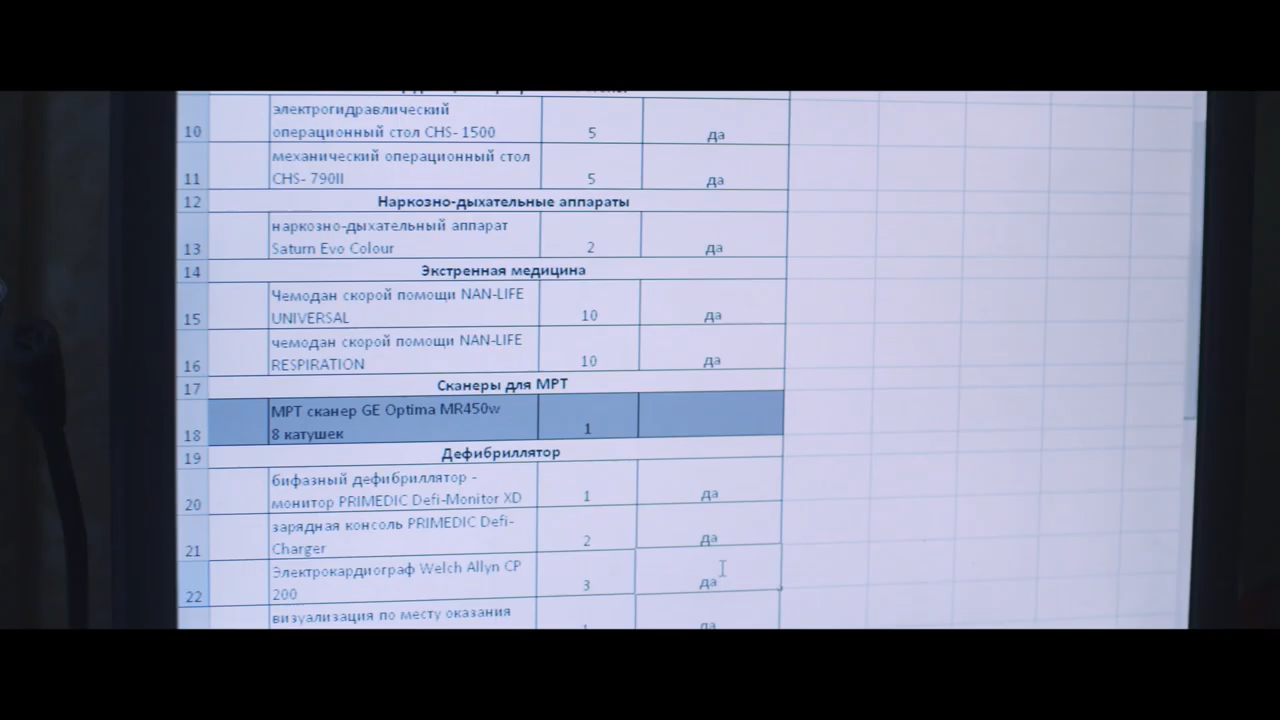 10
электрогидравлический
операционный стол CHS- 1500
5
да
11
механический операционный стол
CHS- 790II
5
да
12
Наркозно-дыхательные аппараты
13
наркозно-дыхательный аппарат
Saturn Evo Colour
2
да
14
Экстренная медицина
15
Чемодан скорой помощи NAN-LIFE
UNIVERSAL
10
да
16
чемодан скорой помощи NAN-LIFE
RESPIRATION
10
да
17
Сканеры для МРТ
18
МРТ сканер GE Optima MR450w
8 катушек
1
19
Дефибриллятор
20
бифазный дефибриллятор -
монитор PRIMEDIC Defi-Monitor XD
1
да
21
зарядная консоль PRIMEDIC Defi-
Charger
2
да
22
Электрокардиограф Welch Allyn CP
200
3
да
визуализация по месту оказания
да